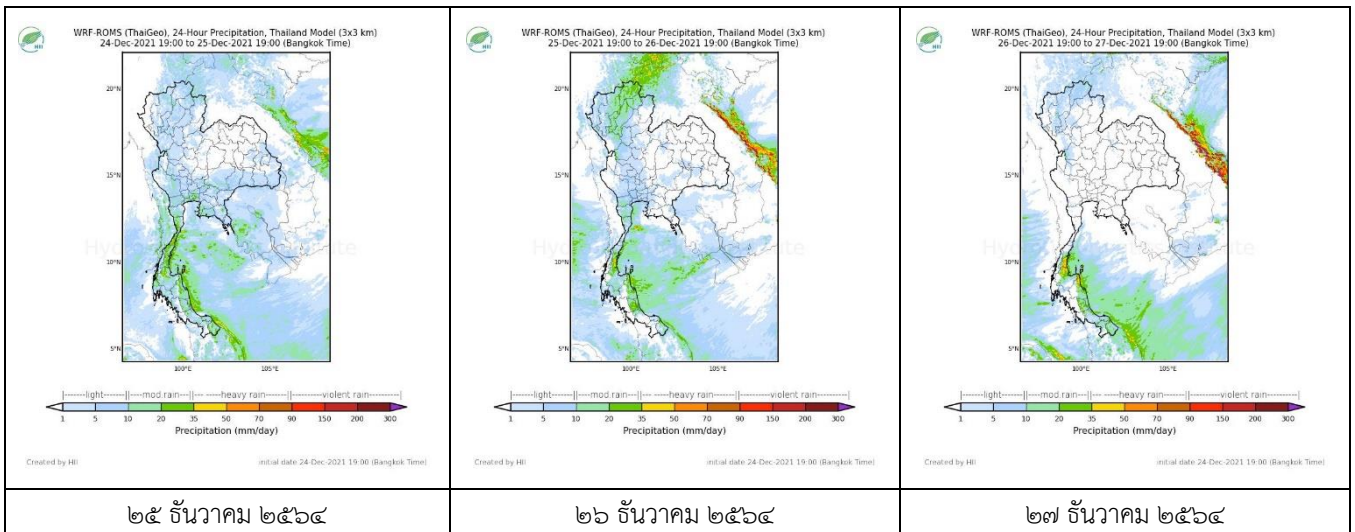 HII
WRF-ROMS (ThaiGeo), 24-Hour Precipitation, Thailand Model (3x3 km)
24-Dec-2021 19:00 to 25-Dec-2021 19:00 (Bangkok Time)
20°N
15°N
10°N
5°N
100°E
105°E
|------light------||---mod.rain---||--- ---heavy rain---||------violent rain------|
1 5 10 20 35 50 70 90 150 200 300
Precipitation (mm/day)
Created by HII
initial date 24-Dec-2021 19:00 (Bangkok Time)
๒๕ ธันวาคม ๒๕๖๔
HII
WRF-ROMS (ThaiGeo), 24-Hour Precipitation, Thailand Model (3x3 km)
25-Dec-2021 19:00 to 26-Dec-2021 19:00 (Bangkok Time)
20°N
15°N
10°N
5°N
100°E
105°E
|------light------||---mod.rain---||--- ---heavy rain---||------violent rain------|
1 5 10 20 35 50 70 90 150 200 300
Precipitation (mm/day)
Created by HII
initial date 24-Dec-2021 19:00 (Bangkok Time)
๒๖ ธันวาคม ๒๕๖๔
HII
WRF-ROMS (ThaiGeo), 24-Hour Precipitation, Thailand Model (3x3 km)
26-Dec-2021 19:00 to 27-Dec-2021 19:00 (Bangkok Time)
20°N
15°N
10°N
5°N
100°E
105°E
|------light------||---mod.rain---||--- ---heavy rain---||------violent rain------|
1 5 10 20 35 50 70 90 150 200 300
Precipitation (mm/day)
Created by HII
initial date 24-Dec-2021 19:00 (Bangkok Time)
๒๗ ธันวาคม ๒๕๖๔